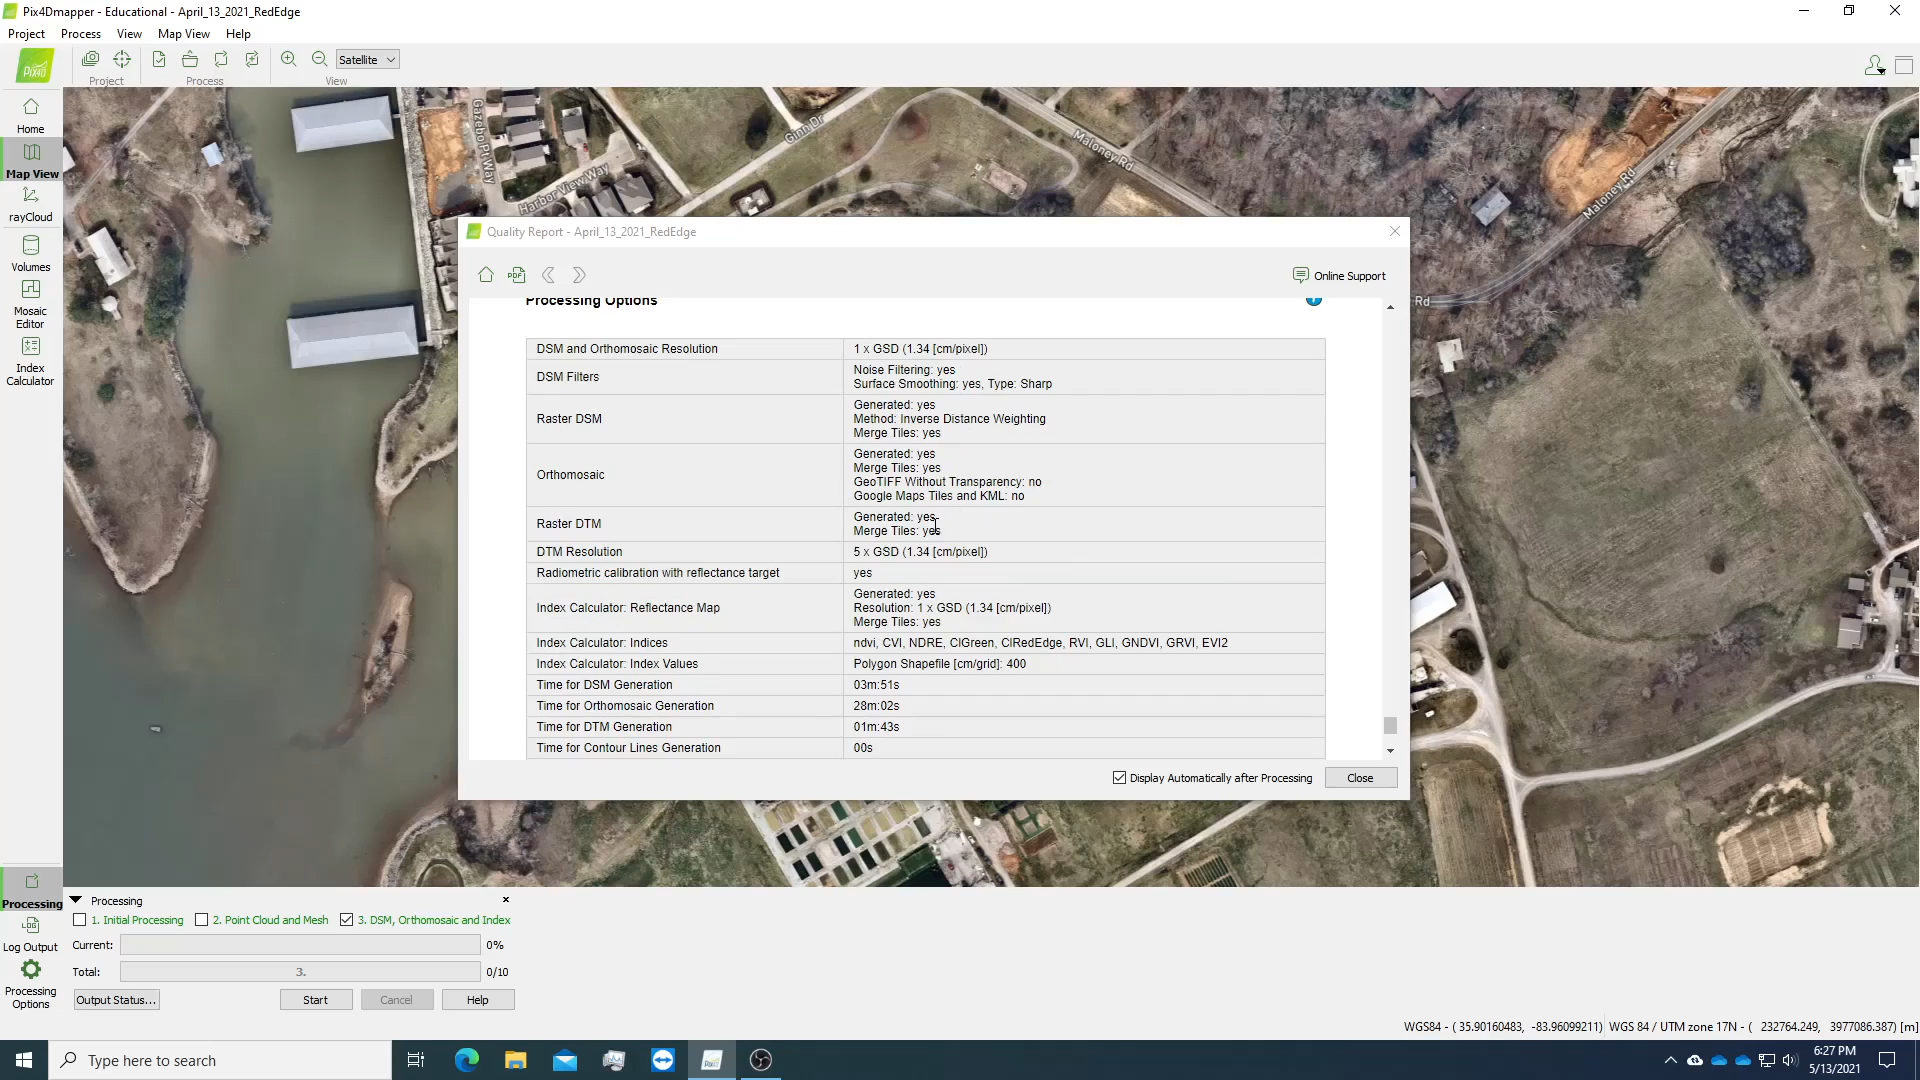 Pix4Dmapper - Educational - April_13_2021_RedEdge
Project Process View Map View Help
PIX4D
Satellite
Project
Process
View
Home
Map View
rayCloud
Volumes
Mosaic
Editor
Index
Calculator
Gazebo Pt Way
Harbor View Way
Ginn Dr
Maloney Rd
Maloney Rd
Rd
Quality Report - April_13_2021_RedEdge
PDF
Online Support
Processing Options
DSM and Orthomosaic Resolution 1 x GSD (1.34 [cm/pixel])
DSM Filters Noise Filtering: yes
Surface Smoothing: yes, Type: Sharp
Raster DSM Generated: yes
Method: Inverse Distance Weighting
Merge Tiles: yes
Orthomosaic Generated: yes
Merge Tiles: yes
GeoTIFF Without Transparency: no
Google Maps Tiles and KML: no
Raster DTM Generated: yes
Merge Tiles: yes
DTM Resolution 5 x GSD (1.34 [cm/pixel])
Radiometric calibration with reflectance target yes
Index Calculator: Reflectance Map Generated: yes
Resolution: 1 x GSD (1.34 [cm/pixel])
Merge Tiles: yes
Index Calculator: Indices ndvi, CVI, NDRE, CIGreen, CIRedEdge, RVI, GLI, GNDVI, GRVI, EVI2
Index Calculator: Index Values Polygon Shapefile [cm/grid]: 400
Time for DSM Generation 03m:51s
Time for Orthomosaic Generation 28m:02s
Time for DTM Generation 01m:43s
Time for Contour Lines Generation 00s
Display Automatically after Processing
Close
Processing
Log Output
Processing
Options
Processing
1. Initial Processing 2. Point Cloud and Mesh 3. DSM, Orthomosaic and Index
Current: 0%
Total: 3. 0/10
Output Status... Start Cancel Help
WGS84 - ( 35.90160483, -83.96099211) WGS 84 / UTM zone 17N - ( 232764.249, 3977086.387) [m]
Type here to search
6:27 PM
5/13/2021